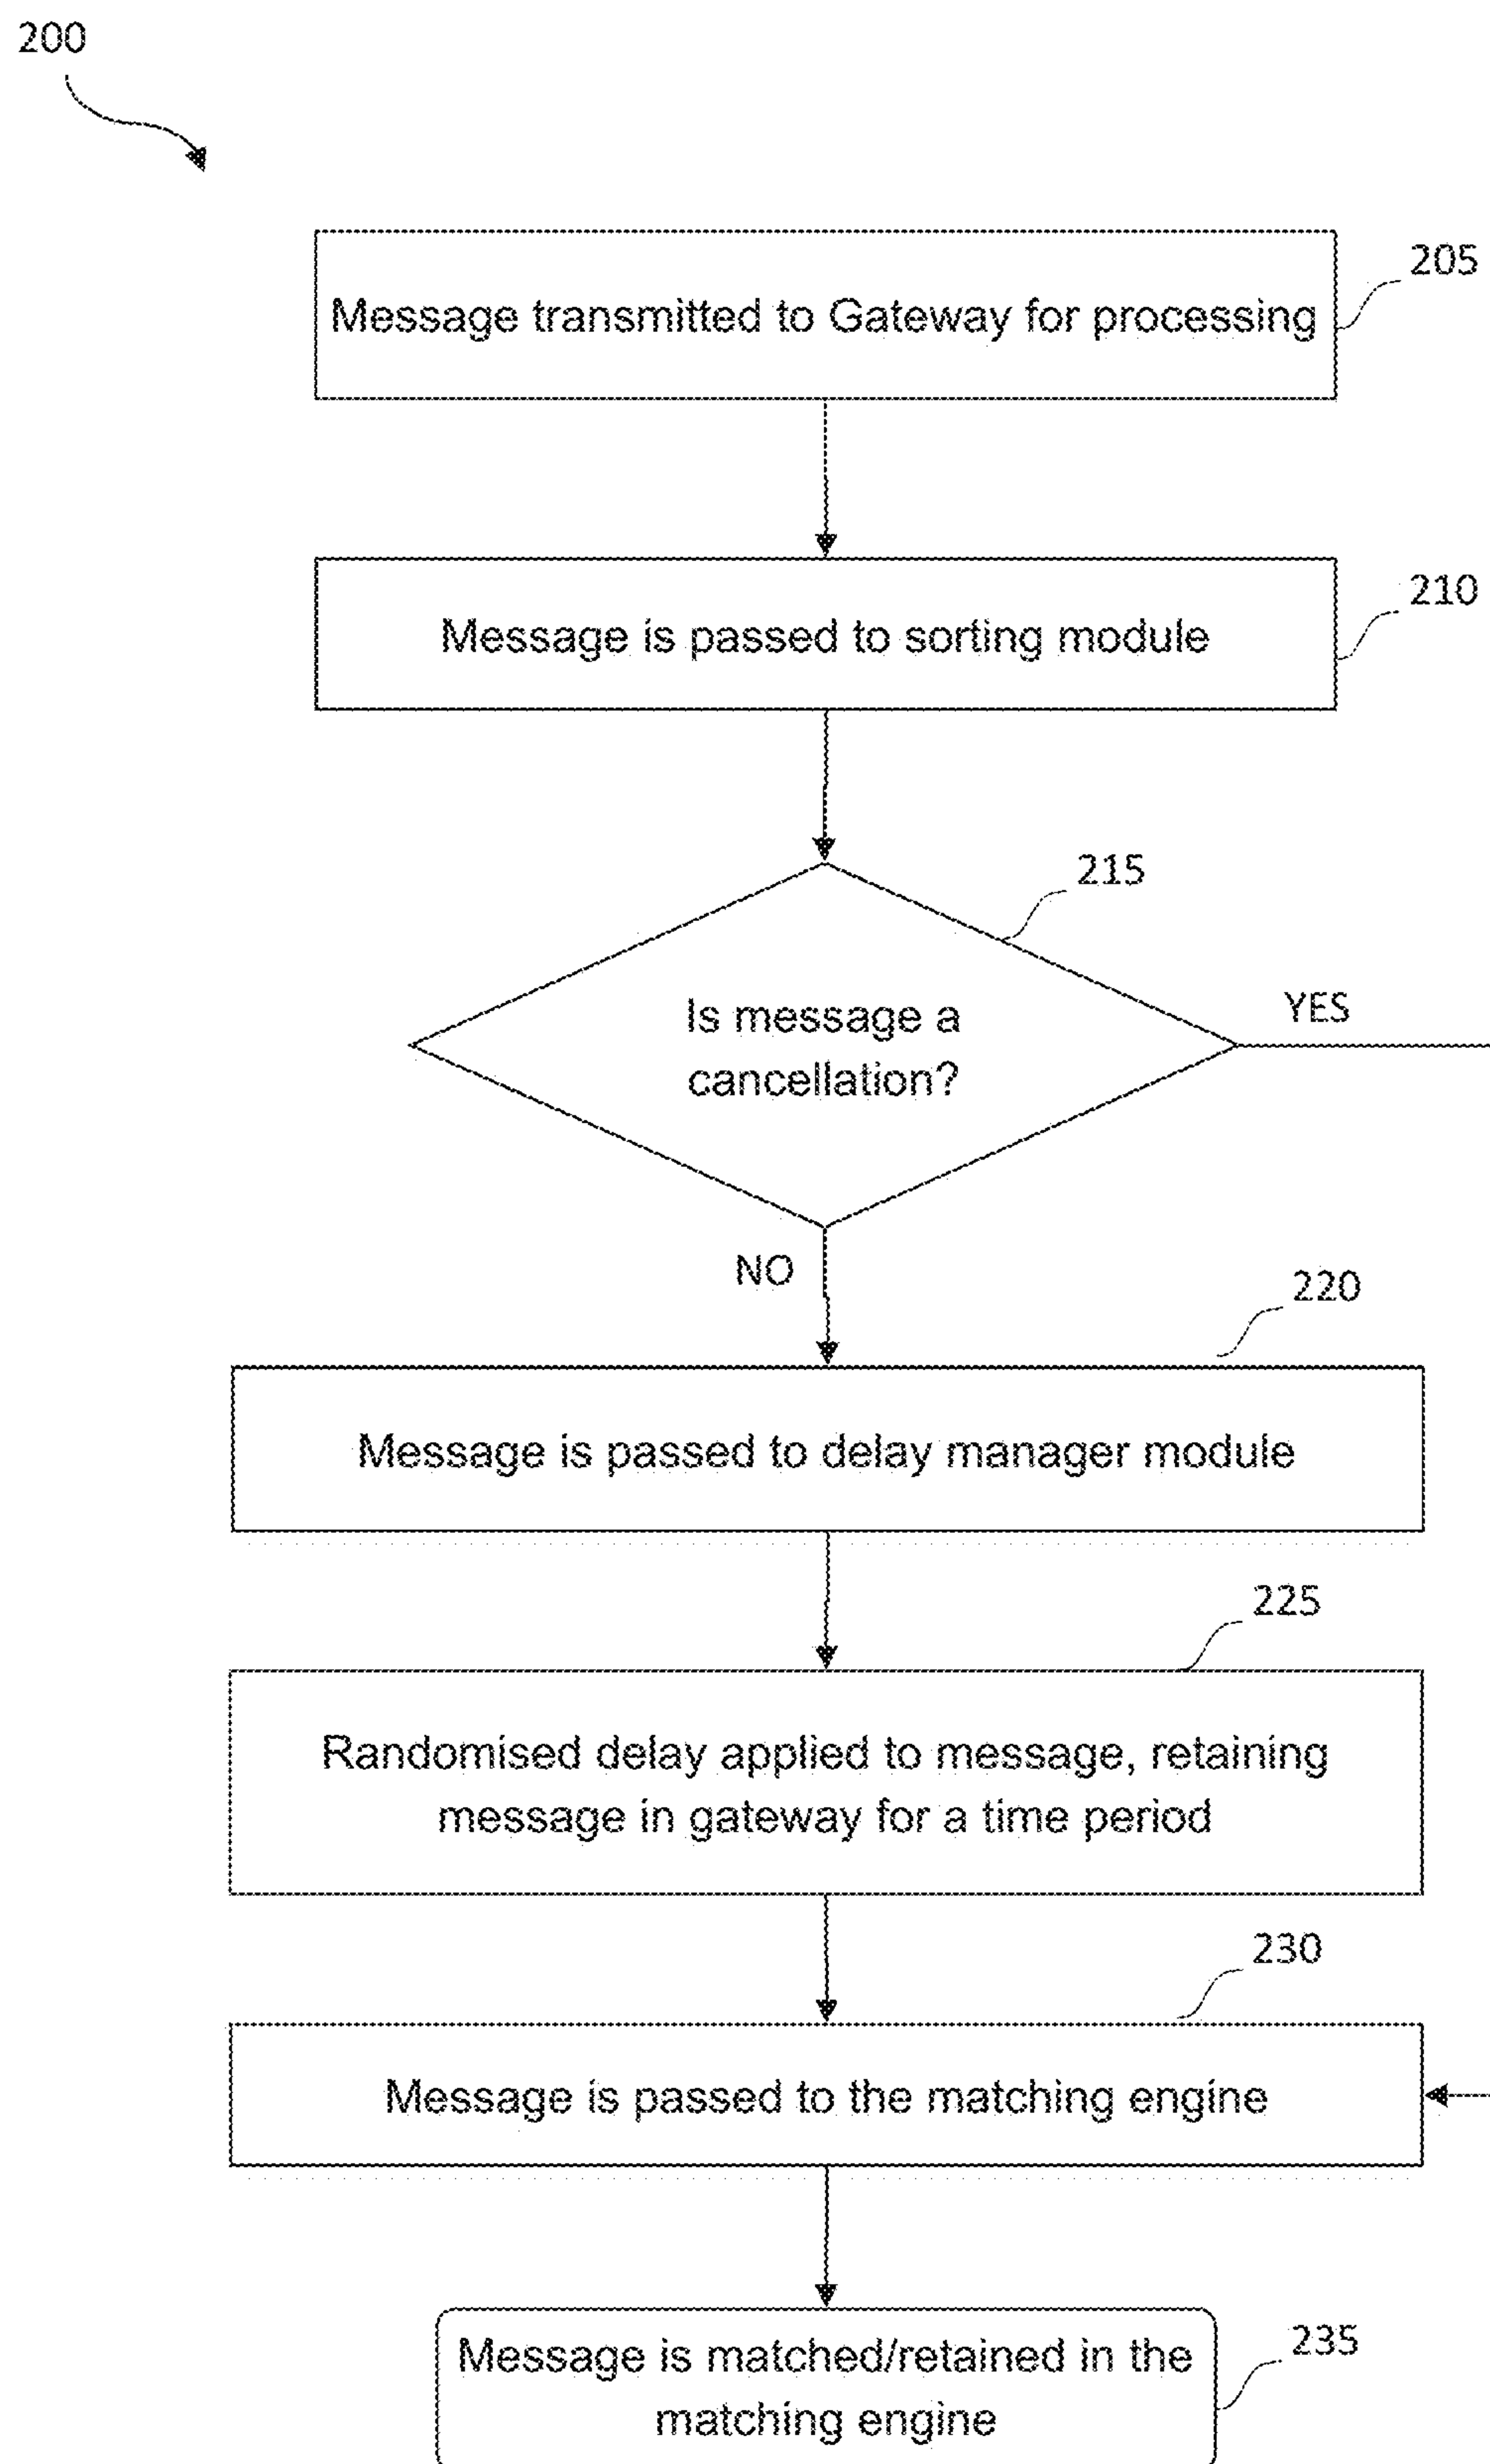 200
205
Message transmitted to Gateway for processing
210
Message is passed to sorting module
215
Is message a
cancellation?
YES
NO
220
Message is passed to delay manager module
225
Randomised delay applied to message, retaining
message in gateway for a time period
230
Message is passed to the matching engine
235
Message is matched/retained in the
matching engine